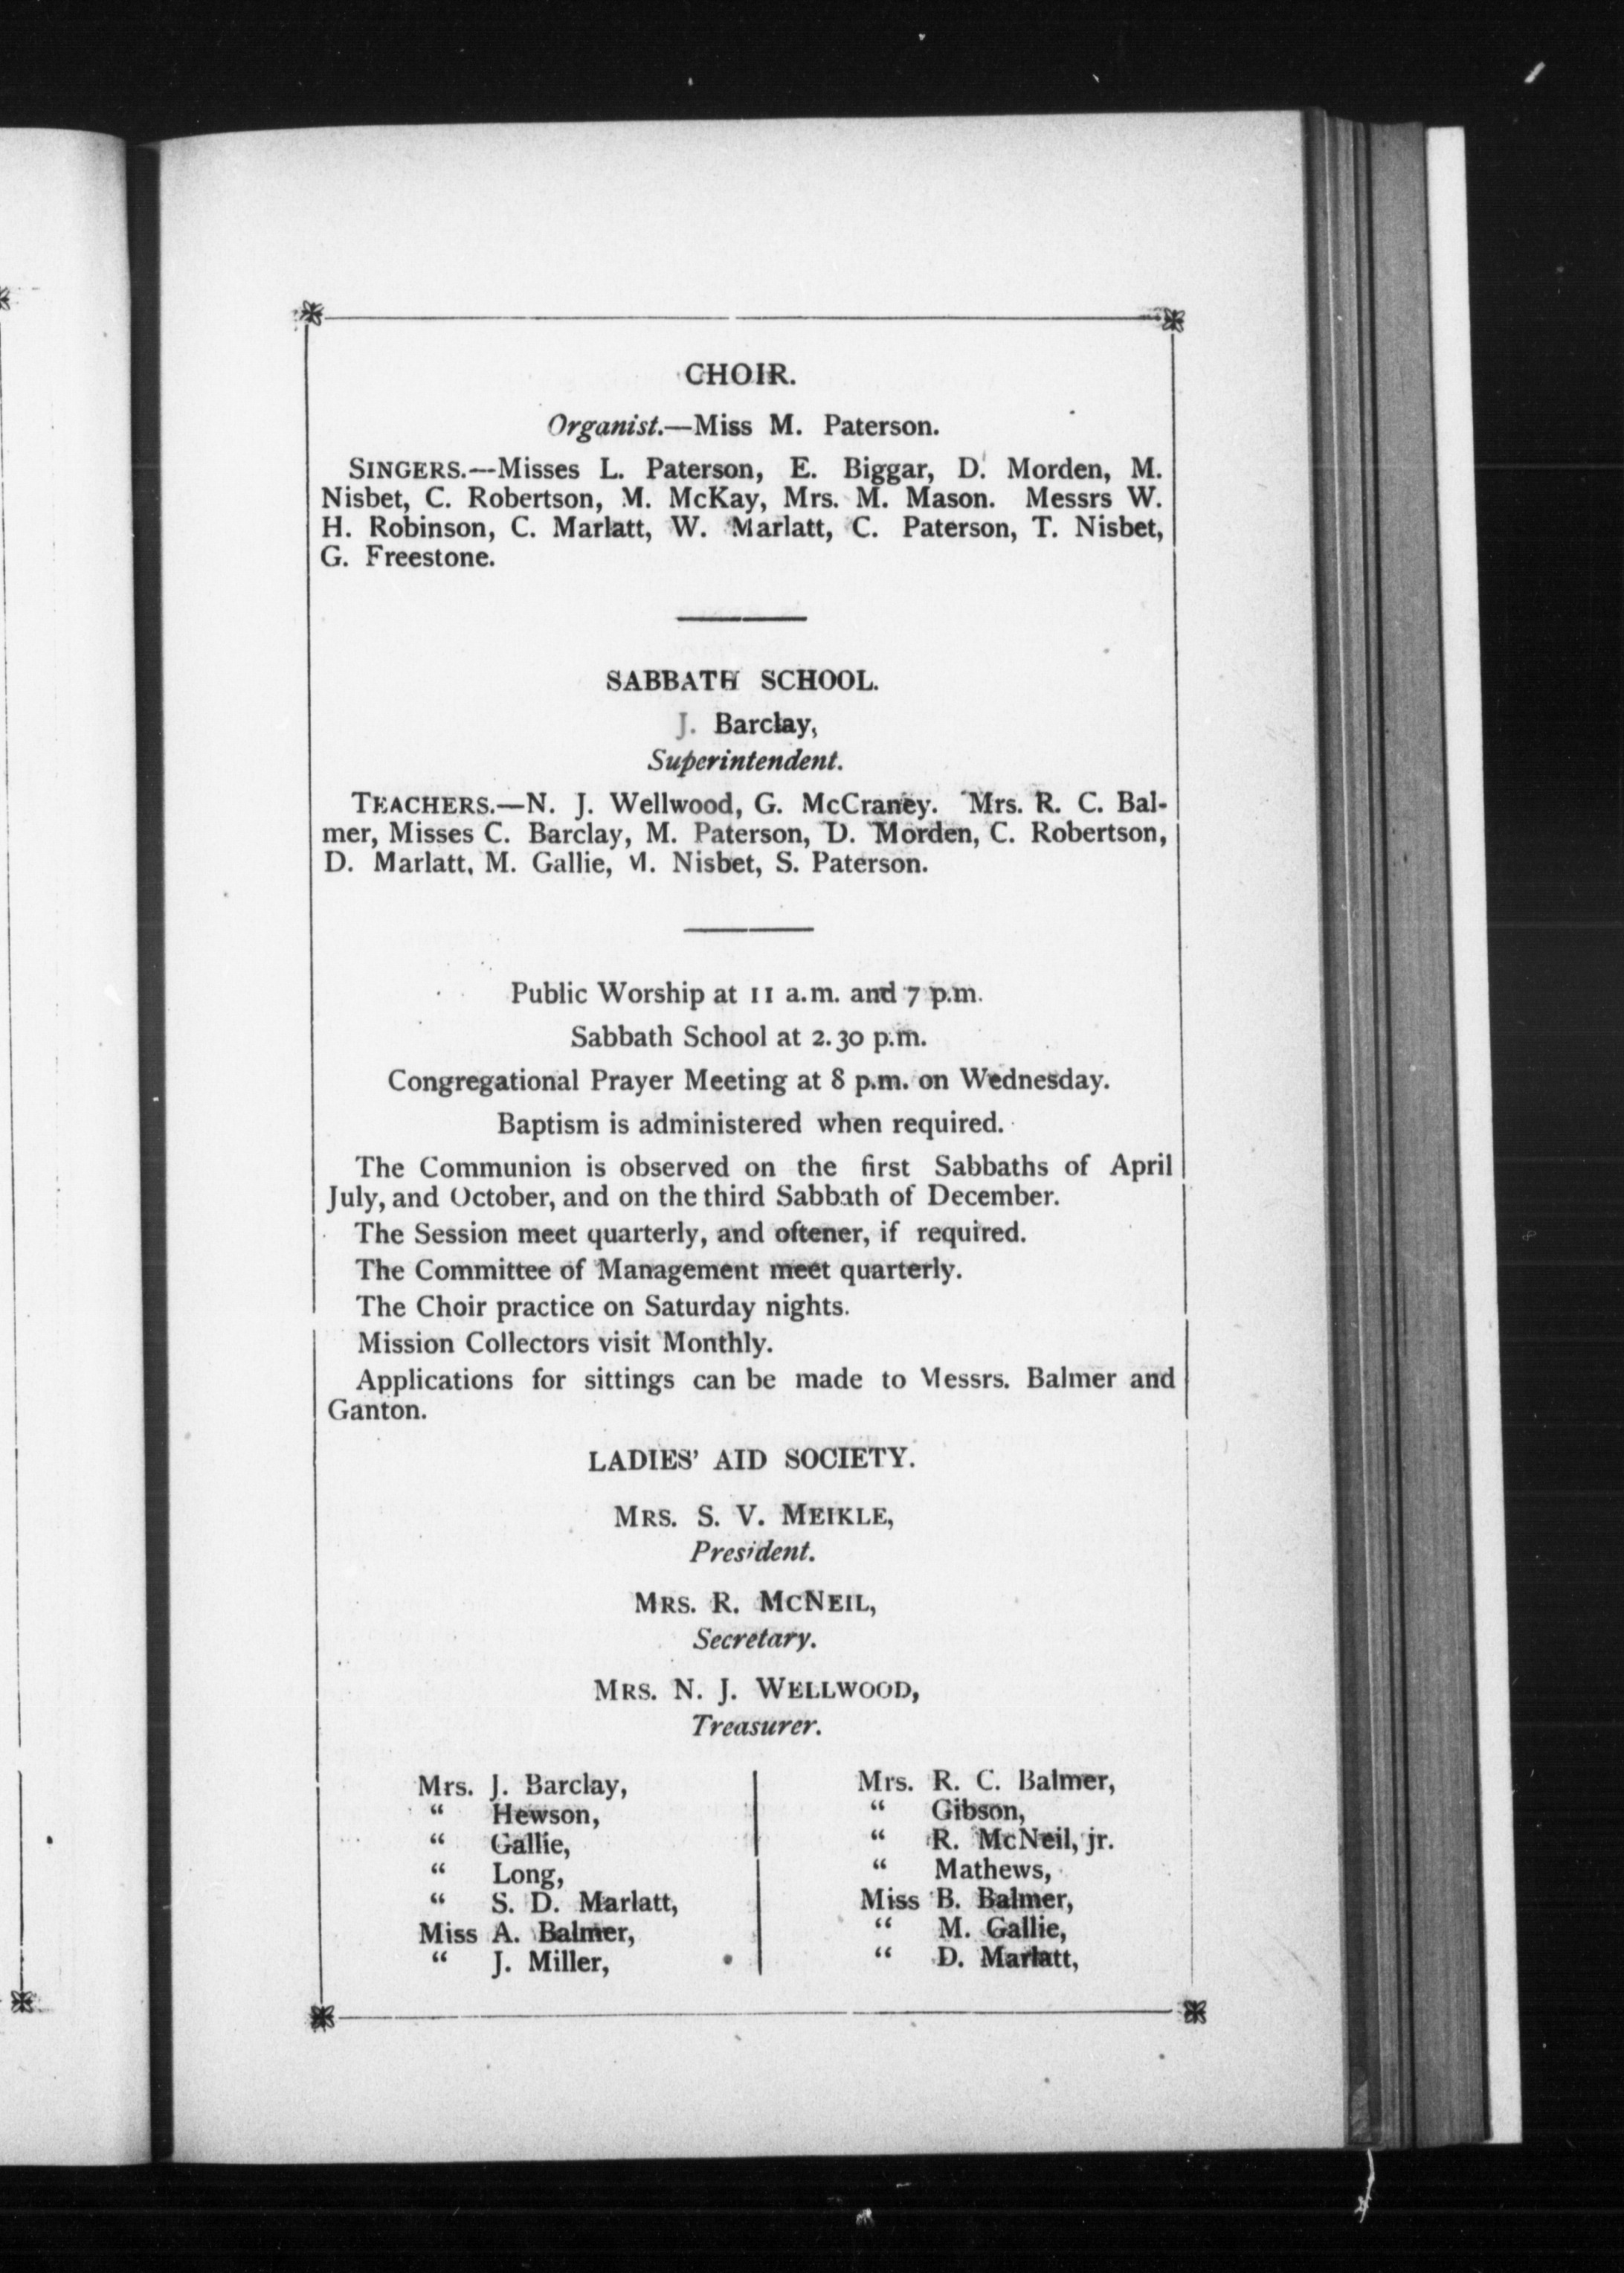 CHOIR.
Organist.—Miss M. Paterson.
SINGERS.—Misses L. Paterson, E. Biggar, D. Morden, M.
Nisbet, C. Robertson, M. McKay, Mrs. M. Mason. Messrs W.
H. Robinson, C. Marlatt, W. Marlatt, C. Paterson, T. Nisbet,
G. Freestone.
SABBATH SCHOOL.
J. Barclay,
Superintendent.
TEACHERS.—N. J. Wellwood, G. McCraney. Mrs. R. C. Bal-
mer, Misses C. Barclay, M. Paterson, D. Morden, C. Robertson,
D. Marlatt, M. Gallie, M. Nisbet, S. Paterson.
Public Worship at 11 a.m. and 7 p.m.
Sabbath School at 2.30 p.m.
Congregational Prayer Meeting at 8 p.m. on Wednesday.
Baptism is administered when required.
The Communion is observed on the first Sabbaths of April
July, and October, and on the third Sabbath of December.
The Session meet quarterly, and oftener, if required.
The Committee of Management meet quarterly.
The Choir practice on Saturday nights.
Mission Collectors visit Monthly.
Applications for sittings can be made to Messrs. Balmer and
Ganton.
LADIES' AID SOCIETY.
MRS. S. V. MEIKLE,
President.
MRS. R. MCNEIL,
Secretary.
MRS. N. J. WELLWOOD,
Treasurer.
Mrs. J. Barclay,
" Hewson,
" Gallie,
" Long,
" S. D. Marlatt,
Miss A. Balmer,
" J. Miller,
Mrs. R. C. Balmer,
" Gibson,
" R. McNeil, jr.
" Mathews,
Miss B. Balmer,
" M. Gallie,
" D. Marlatt,